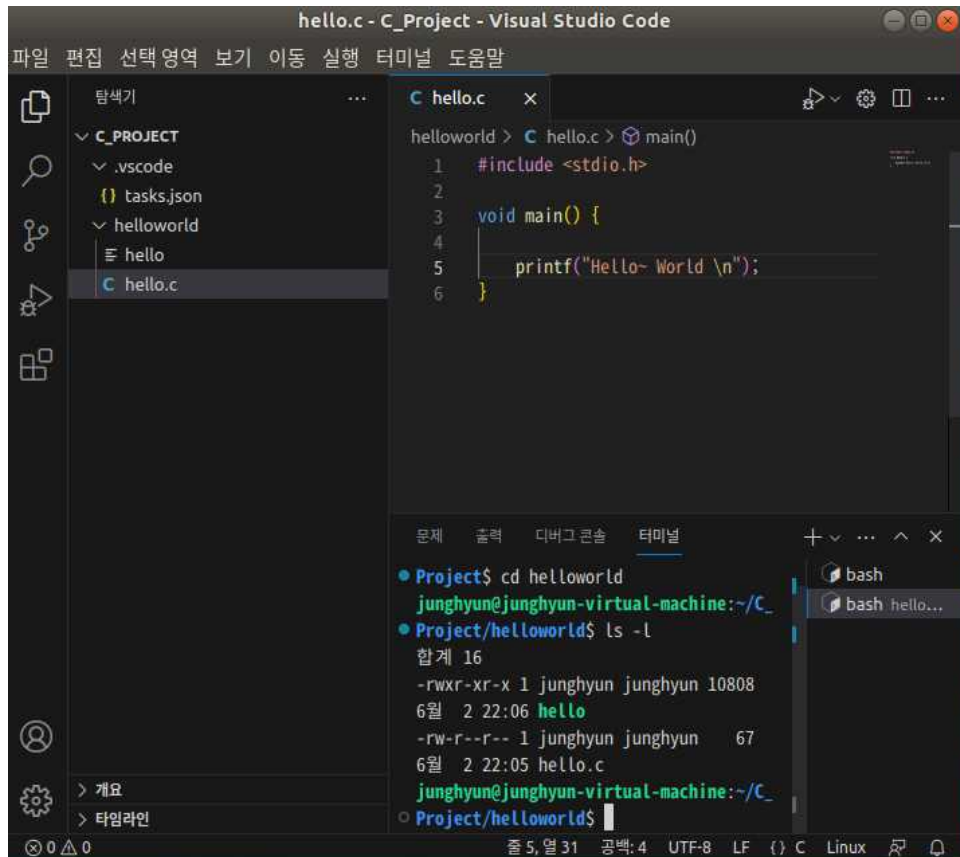 hello.c - C_Project - Visual Studio Code
파일 편집 선택 영역 보기 이동 실행 터미널 도움말
탐색기 ...
C_PROJECT
.vscode
{} tasks.json
helloworld
hello
C hello.c
개요
타임라인
C hello.c ×
helloworld > C hello.c > main()
1 #include <stdio.h>
2
3 void main() {
4
5 printf("Hello~ World \n");
6 }
문제 출력 디버그 콘솔 터미널
Project$ cd helloworld
junghyun@junghyun-virtual-machine:~/C_
Project/helloworld$ ls -l
합계 16
-rwxr-xr-x 1 junghyun junghyun 10808
6월 2 22:06 hello
-rw-r--r-- 1 junghyun junghyun 67
6월 2 22:05 hello.c
junghyun@junghyun-virtual-machine:~/C_
Project/helloworld$
bash
bash hello...
0 0 줄 5, 열 31 공백: 4 UTF-8 LF {} C Linux